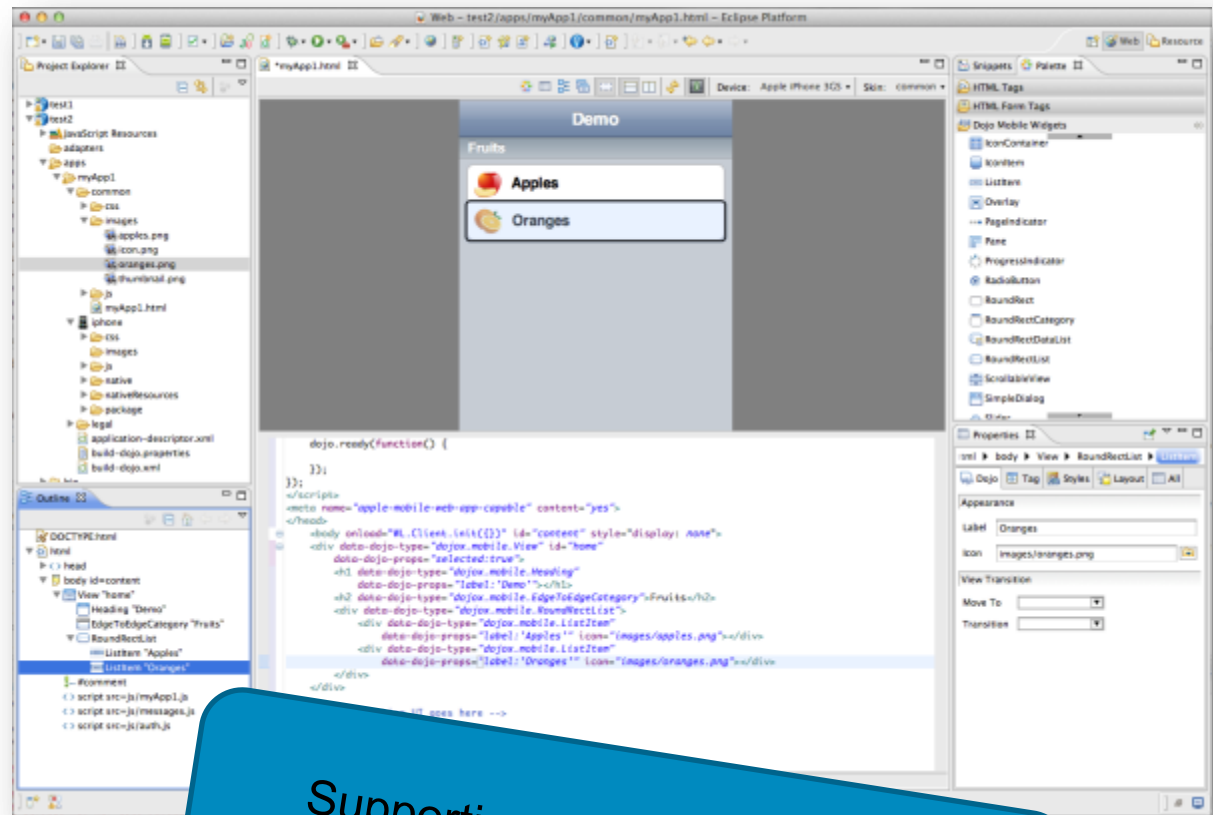 Web – test2/apps/myApp1/common/myApp1.html – Eclipse Platform
Web
Resource
Project Explorer
test1
test2
JavaScript Resources
adapters
apps
myApp1
common
css
images
apples.png
icon.png
oranges.png
thumbnail.png
js
myApp1.html
iphone
css
images
js
native
nativeResources
package
legal
application-descriptor.xml
build-dojo.properties
build-dojo.xml
Outline
DOCTYPE:html
html
head
body id=content
View "home"
Heading "Demo"
EdgeToEdgeCategory "Fruits"
RoundRectList
ListItem "Apples"
ListItem "Oranges"
#comment
script src=js/myApp1.js
script src=js/messages.js
script src=js/auth.js
*myApp1.html
Device: Apple iPhone 3GS Skin: common
Demo
Fruits
Apples
Oranges
dojo.ready(function() {
});
});
</script>
<meta name="apple-mobile-web-app-capable" content="yes">
</head>
<body onload="WL.Client.init({})" id="content" style="display: none">
<div data-dojo-type="dojox.mobile.View" id="home"
data-dojo-props="selected:true">
<h1 data-dojo-type="dojox.mobile.Heading"
data-dojo-props="label:'Demo'"></h1>
<h2 data-dojo-type="dojox.mobile.EdgeToEdgeCategory">Fruits</h2>
<div data-dojo-type="dojox.mobile.RoundRectList">
<div data-dojo-type="dojox.mobile.ListItem"
data-dojo-props="label:'Apples'" icon="images/apples.png"></div>
<div data-dojo-type="dojox.mobile.ListItem"
data-dojo-props="label:'Oranges'" icon="images/oranges.png"></div>
</div>
</div>
UI goes here -->
Snippets
Palette
HTML Tags
HTML Form Tags
Dojo Mobile Widgets
IconContainer
IconItem
ListItem
Overlay
PageIndicator
Pane
ProgressIndicator
RadioButton
RoundRect
RoundRectCategory
RoundRectDataList
RoundRectList
ScrollableView
SimpleDialog
Slider
Properties
html body View RoundRectList ListItem
Dojo Tag Styles Layout All
Appearance
Label Oranges
Icon images/oranges.png
View Transition
Move To
Transition